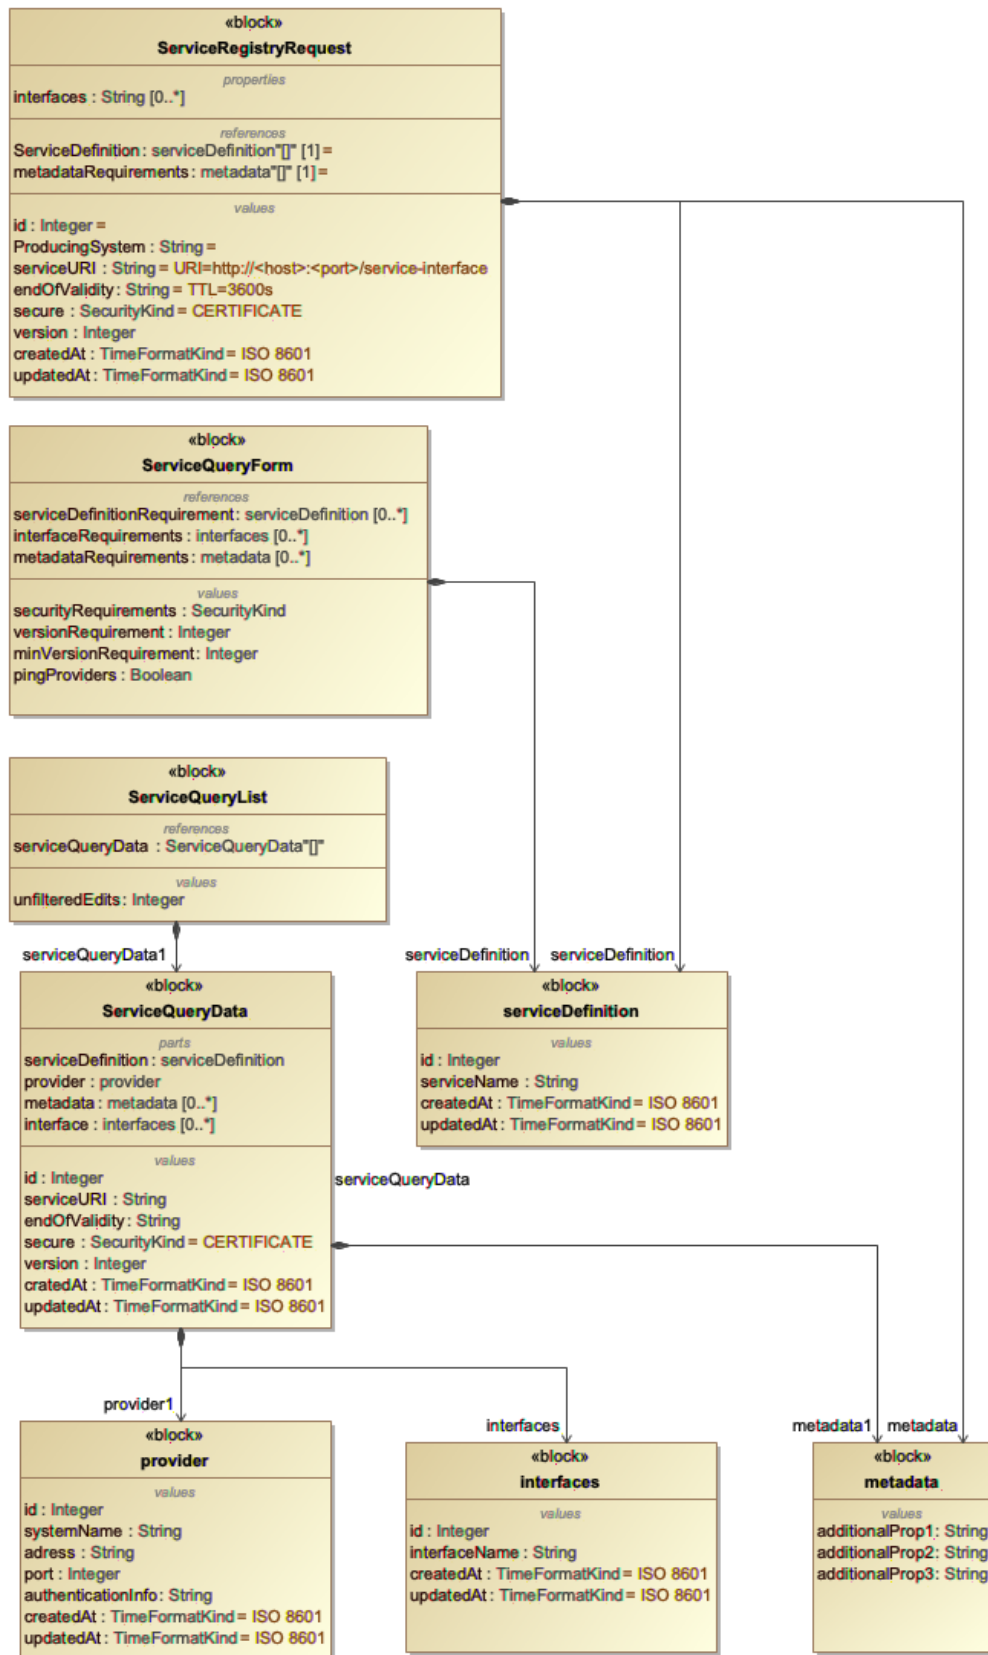 «block»
ServiceRegistryRequest
properties
interfaces : String [0..*]
references
ServiceDefinition : serviceDefinition"[]" [1] =
metadataRequirements : metadata"[]" [1] =
values
id : Integer =
ProducingSystem : String =
serviceURI : String = URI=http://<host>:<port>/service-interface
endOfValidity : String = TTL=3600s
secure : SecurityKind = CERTIFICATE
version : Integer
createdAt : TimeFormatKind = ISO 8601
updatedAt : TimeFormatKind = ISO 8601
«block»
ServiceQueryForm
references
serviceDefinitionRequirement : serviceDefinition [0..*]
interfaceRequirements : interfaces [0..*]
metadataRequirements : metadata [0..*]
values
securityRequirements : SecurityKind
versionRequirement : Integer
minVersionRequirement : Integer
pingProviders : Boolean
«block»
ServiceQueryList
references
serviceQueryData : ServiceQueryData"[]"
values
unfilteredEdits : Integer
serviceQueryData1
serviceDefinition
serviceDefinition
«block»
ServiceQueryData
parts
serviceDefinition : serviceDefinition
provider : provider
metadata : metadata [0..*]
interface : interfaces [0..*]
values
id : Integer
serviceURI : String
endOfValidity : String
secure : SecurityKind = CERTIFICATE
version : Integer
cratedAt : TimeFormatKind = ISO 8601
updatedAt : TimeFormatKind = ISO 8601
«block»
serviceDefinition
values
id : Integer
serviceName : String
createdAt : TimeFormatKind = ISO 8601
updatedAt : TimeFormatKind = ISO 8601
serviceQueryData
provider1
interfaces
metadata1
metadata
«block»
provider
values
id : Integer
systemName : String
adress : String
port : Integer
authenticationInfo : String
createdAt : TimeFormatKind = ISO 8601
updatedAt : TimeFormatKind = ISO 8601
«block»
interfaces
values
id : Integer
interfaceName : String
createdAt : TimeFormatKind = ISO 8601
updatedAt : TimeFormatKind = ISO 8601
«block»
metadata
values
additionalProp1 : String
additionalProp2 : String
additionalProp3 : String